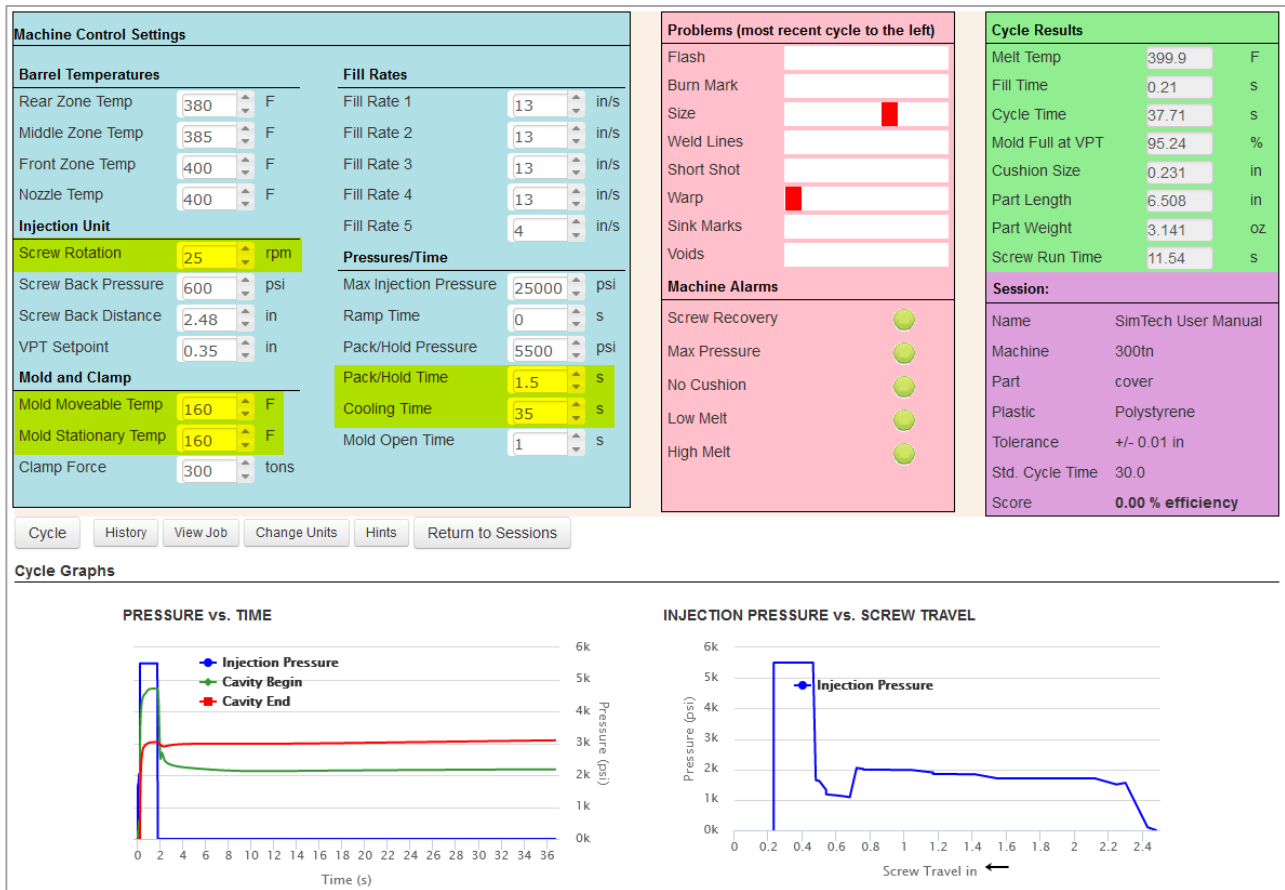 Machine Control Settings
Barrel Temperatures
Rear Zone Temp 380 F
Middle Zone Temp 385 F
Front Zone Temp 400 F
Nozzle Temp 400 F
Injection Unit
Screw Rotation 25 rpm
Screw Back Pressure 600 psi
Screw Back Distance 2.48 in
VPT Setpoint 0.35 in
Mold and Clamp
Mold Moveable Temp 160 F
Mold Stationary Temp 160 F
Clamp Force 300 tons
Fill Rates
Fill Rate 1 13 in/s
Fill Rate 2 13 in/s
Fill Rate 3 13 in/s
Fill Rate 4 13 in/s
Fill Rate 5 4 in/s
Pressures/Time
Max Injection Pressure 25000 psi
Ramp Time 0 s
Pack/Hold Pressure 5500 psi
Pack/Hold Time 1.5 s
Cooling Time 35 s
Mold Open Time 1 s
Problems (most recent cycle to the left)
Flash
Burn Mark
Size
Weld Lines
Short Shot
Warp
Sink Marks
Voids
Machine Alarms
Screw Recovery
Max Pressure
No Cushion
Low Melt
High Melt
Cycle Results
Melt Temp 399.9 F
Fill Time 0.21 s
Cycle Time 37.71 s
Mold Full at VPT 95.24 %
Cushion Size 0.231 in
Part Length 6.508 in
Part Weight 3.141 oz
Screw Run Time 11.54 s
Session:
Name SimTech User Manual
Machine 300tn
Part cover
Plastic Polystyrene
Tolerance +/- 0.01 in
Std. Cycle Time 30.0
Score 0.00 % efficiency
Cycle History View Job Change Units Hints Return to Sessions
Cycle Graphs
PRESSURE vs. TIME
Injection Pressure
Cavity Begin
Cavity End
6k
5k
4k
3k
2k
1k
0k
Pressure (psi)
0 2 4 6 8 10 12 14 16 18 20 22 24 26 28 30 32 34 36
Time (s)
INJECTION PRESSURE vs. SCREW TRAVEL
Injection Pressure
6k
5k
4k
3k
2k
1k
0k
Pressure (psi)
0 0.2 0.4 0.6 0.8 1 1.2 1.4 1.6 1.8 2 2.2 2.4
Screw Travel in ←